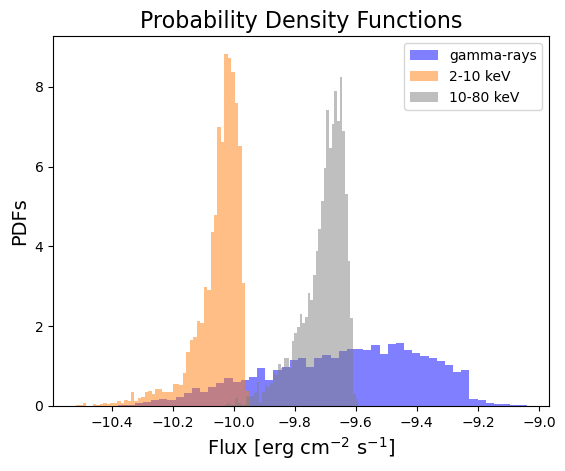 Probability Density Functions
gamma-rays
2-10 keV
10-80 keV
PDFs
8
6
4
2
0
−10.4 −10.2 −10.0 −9.8 −9.6 −9.4 −9.2 −9.0
Flux [erg cm⁻² s⁻¹]